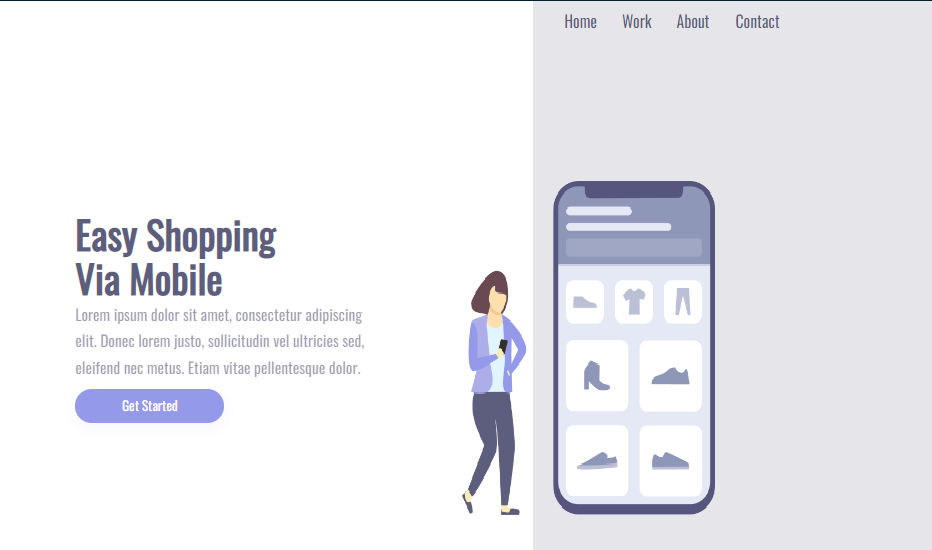 Home Work About Contact
Easy Shopping
Via Mobile
Lorem ipsum dolor sit amet, consectetur adipiscing
elit. Donec lorem justo, sollicitudin vel ultricies sed,
eleifend nec metus. Etiam vitae pellentesque dolor.
Get Started